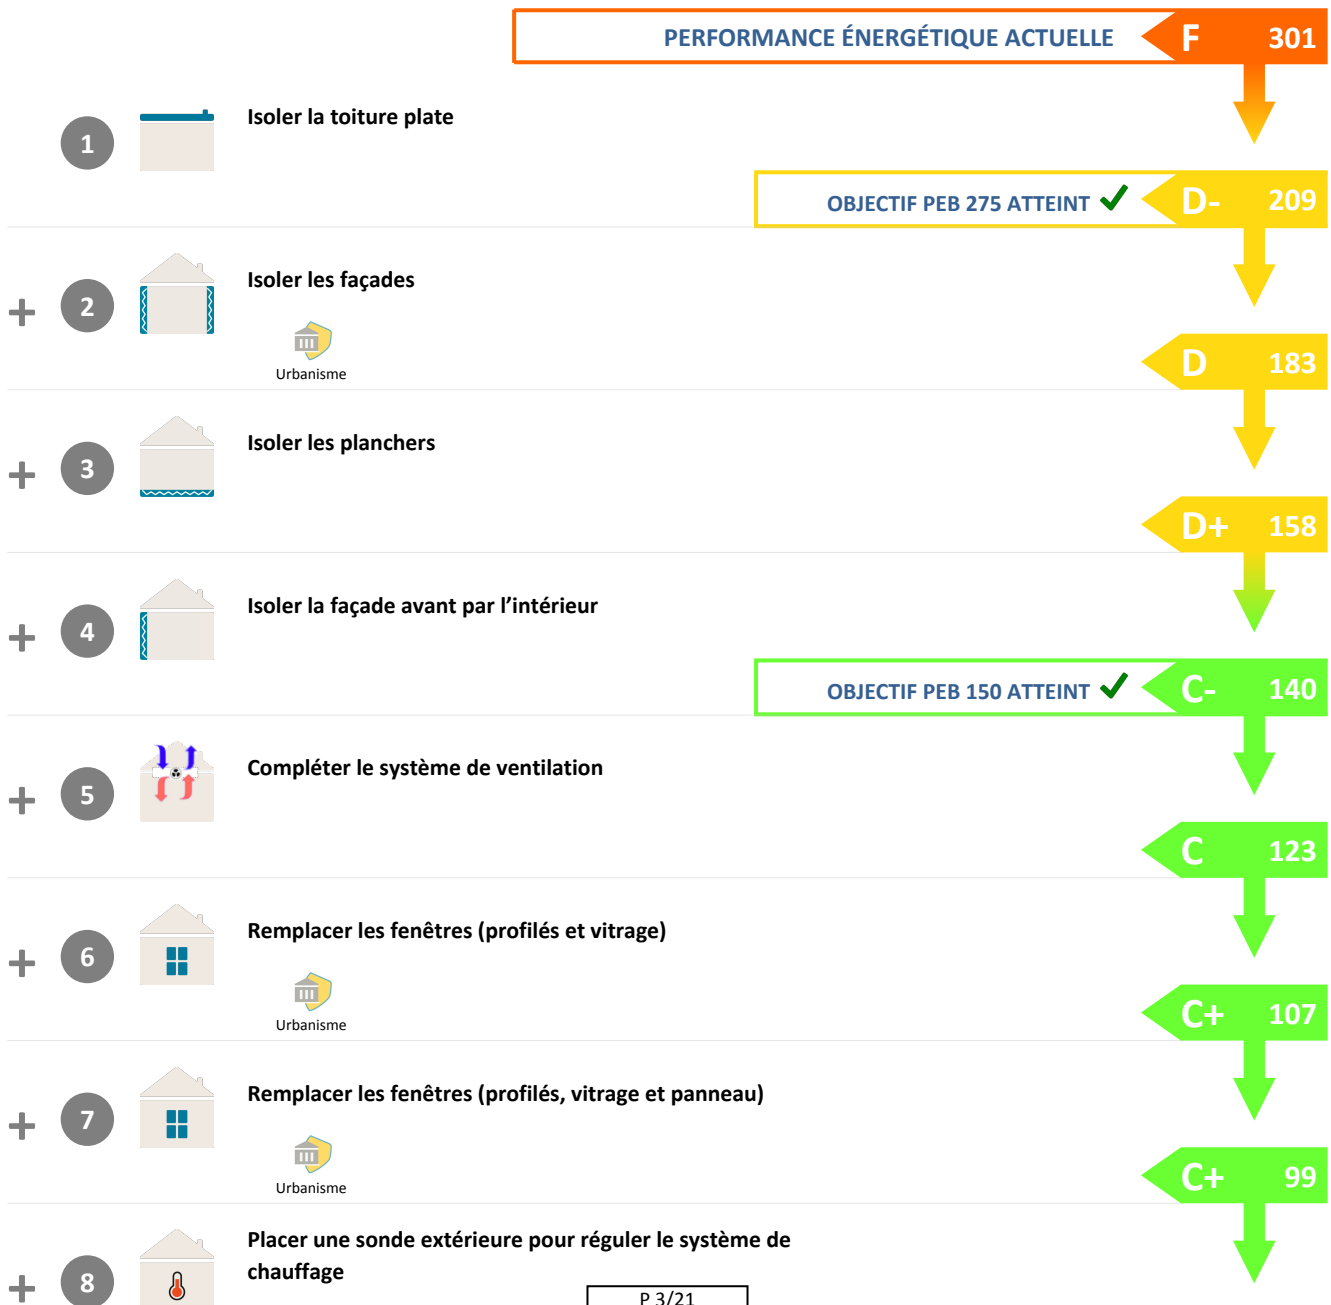 PERFORMANCE ÉNERGÉTIQUE ACTUELLE F 301
1 Isoler la toiture plate
OBJECTIF PEB 275 ATTEINT D- 209
+ 2 Isoler les façades
Urbanisme
D 183
+ 3 Isoler les planchers
D+ 158
+ 4 Isoler la façade avant par l’intérieur
OBJECTIF PEB 150 ATTEINT C- 140
+ 5 Compléter le système de ventilation
C 123
+ 6 Remplacer les fenêtres (profilés et vitrage)
Urbanisme
C+ 107
+ 7 Remplacer les fenêtres (profilés, vitrage et panneau)
Urbanisme
C+ 99
+ 8 Placer une sonde extérieure pour réguler le système de
chauffage
P 3/21